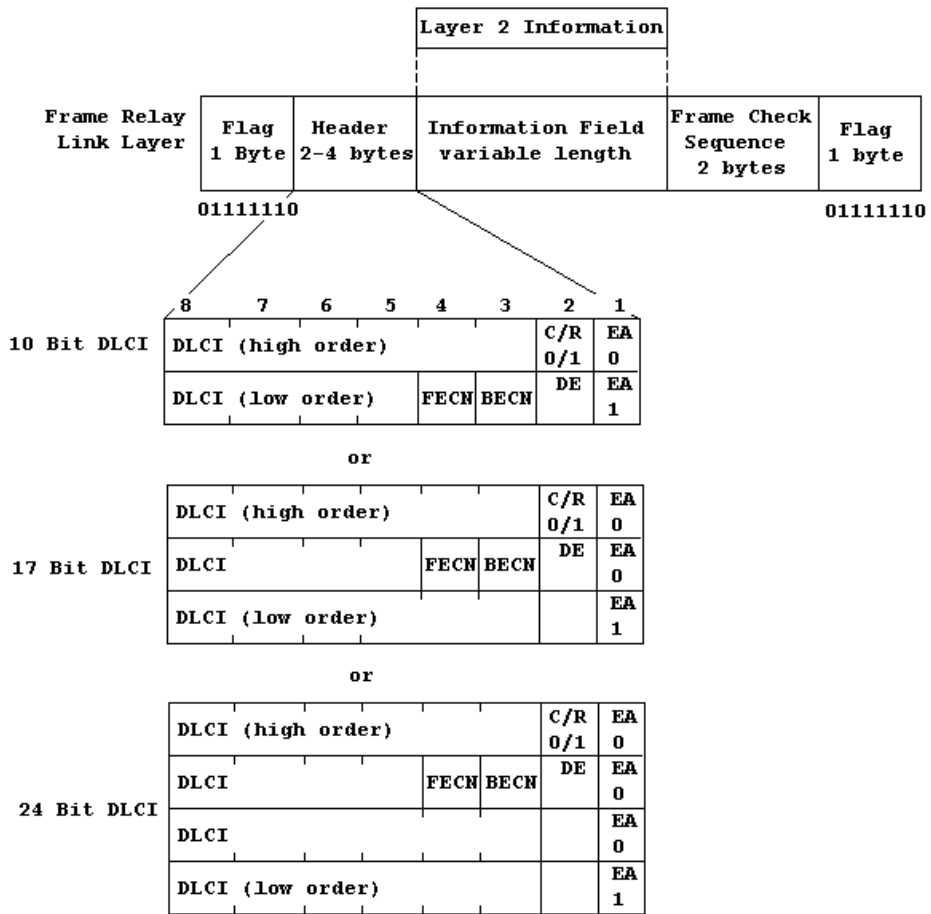 Layer 2 Information
Frame Relay
Link Layer
Flag
1 Byte
Header
2-4 bytes
Information Field
variable length
Frame Check
Sequence
2 bytes
Flag
1 byte
01111110
01111110
8 7 6 5 4 3 2 1
10 Bit DLCI
DLCI (high order)
C/R
0/1
EA
0
DLCI (low order)
FECN
BECN
DE
EA
1
or
17 Bit DLCI
DLCI (high order)
C/R
0/1
EA
0
DLCI
FECN
BECN
DE
EA
0
DLCI (low order)
EA
1
or
24 Bit DLCI
DLCI (high order)
C/R
0/1
EA
0
DLCI
FECN
BECN
DE
EA
0
DLCI
EA
0
DLCI (low order)
EA
1